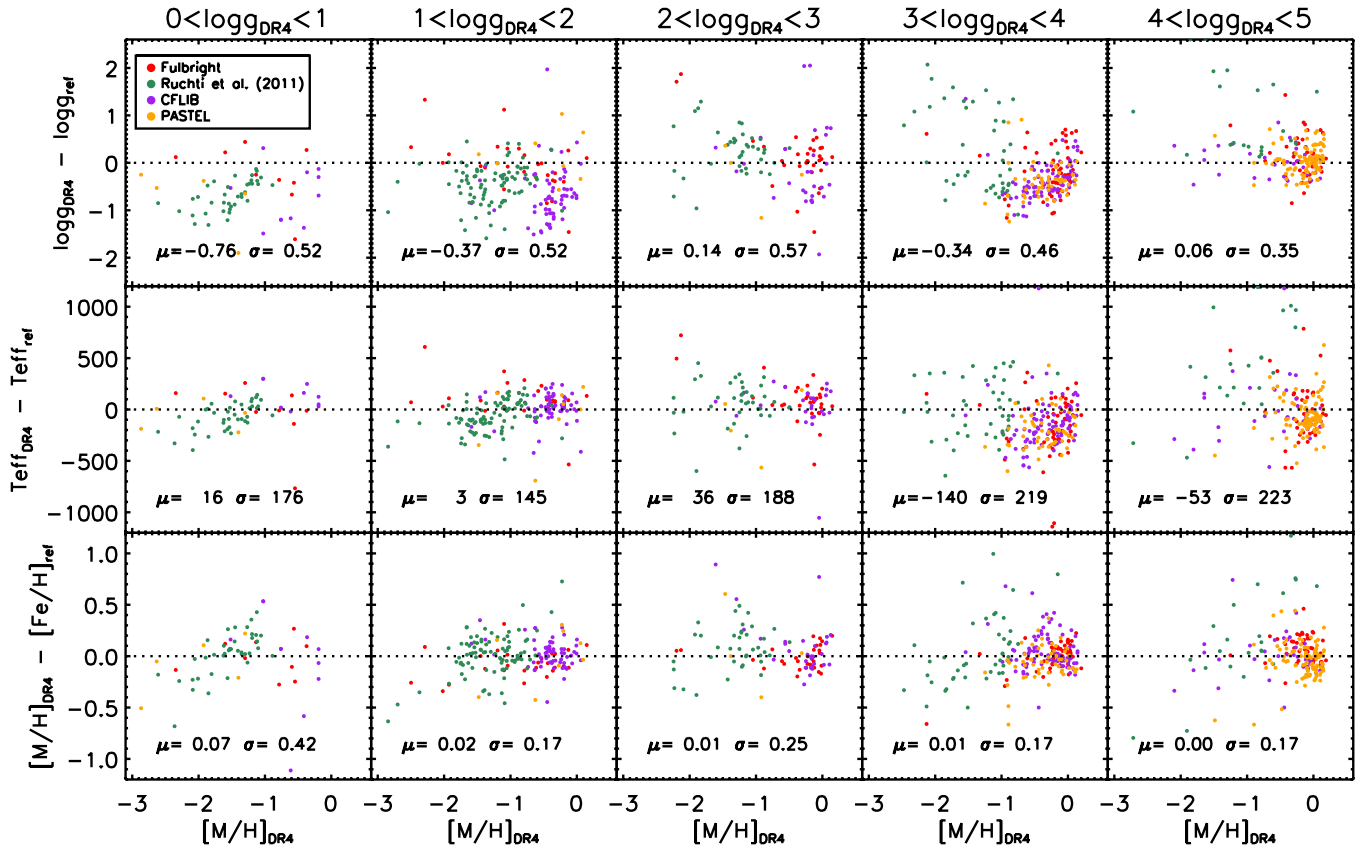 0<logg_DR4<1 1<logg_DR4<2 2<logg_DR4<3 3<logg_DR4<4 4<logg_DR4<5
Fulbright
Ruchti et al. (2011)
CFLIB
PASTEL
logg_DR4 − logg_ref
2
1
0
−1
−2
μ=−0.76 σ= 0.52
μ=−0.37 σ= 0.52
μ= 0.14 σ= 0.57
μ=−0.34 σ= 0.46
μ= 0.06 σ= 0.35
Teff_DR4 − Teff_ref
1000
500
0
−500
−1000
μ= 16 σ= 176
μ= 3 σ= 145
μ= 36 σ= 188
μ=−140 σ= 219
μ= −53 σ= 223
[M/H]_DR4 − [Fe/H]_ref
1.0
0.5
0.0
−0.5
−1.0
μ= 0.07 σ= 0.42
μ= 0.02 σ= 0.17
μ= 0.01 σ= 0.25
μ= 0.01 σ= 0.17
μ= 0.00 σ= 0.17
−3 −2 −1 0 −3 −2 −1 0 −3 −2 −1 0 −3 −2 −1 0 −3 −2 −1 0
[M/H]_DR4 [M/H]_DR4 [M/H]_DR4 [M/H]_DR4 [M/H]_DR4